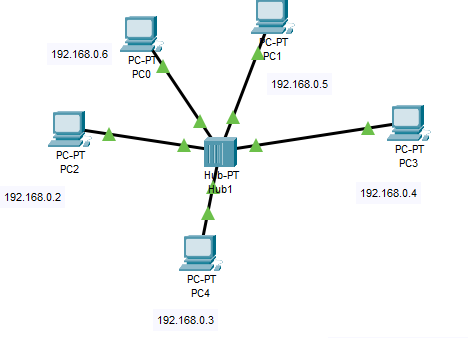 PC-PT
PC0
192.168.0.6
PC-PT
PC1
192.168.0.5
PC-PT
PC2
192.168.0.2
Hub-PT
Hub1
PC-PT
PC3
192.168.0.4
PC-PT
PC4
192.168.0.3